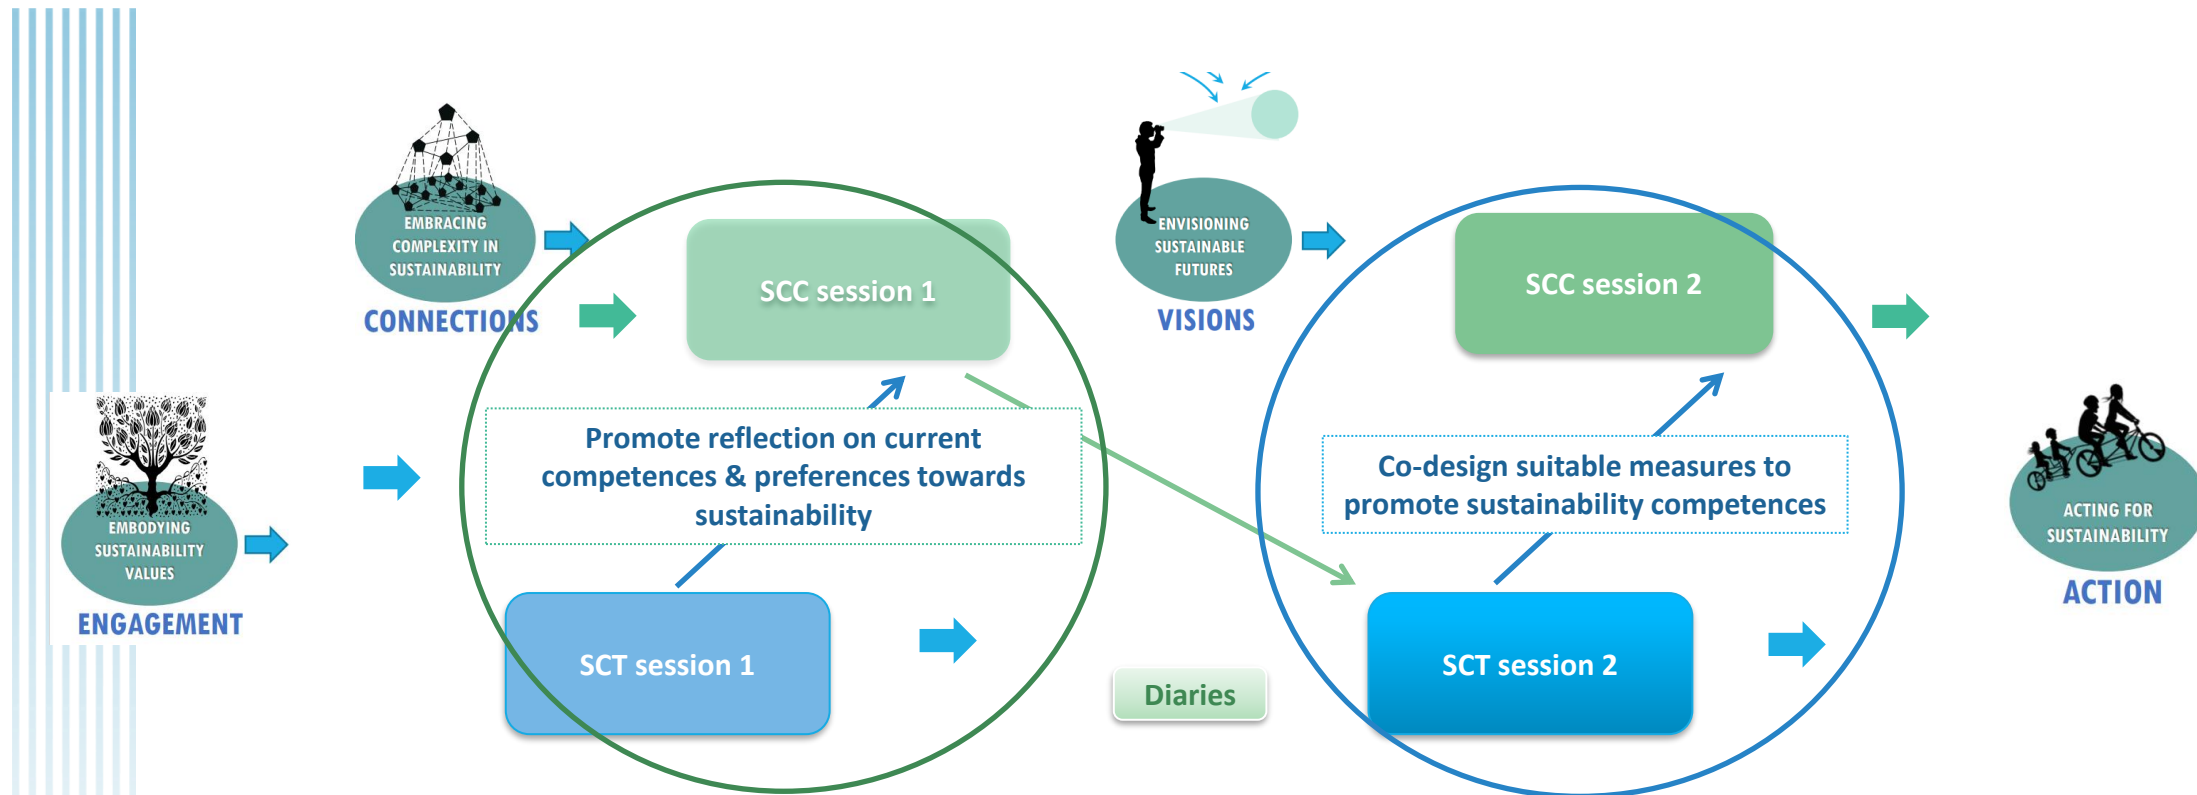 EMBODYING
SUSTAINABILITY
VALUES
ENGAGEMENT
EMBRACING
COMPLEXITY IN
SUSTAINABILITY
CONNECTIONS
SCC session 1
Promote reflection on current
competences & preferences towards
sustainability
SCT session 1
Diaries
ENVISIONING
SUSTAINABLE
FUTURES
VISIONS
SCC session 2
Co-design suitable measures to
promote sustainability competences
SCT session 2
ACTING FOR
SUSTAINABILITY
ACTION